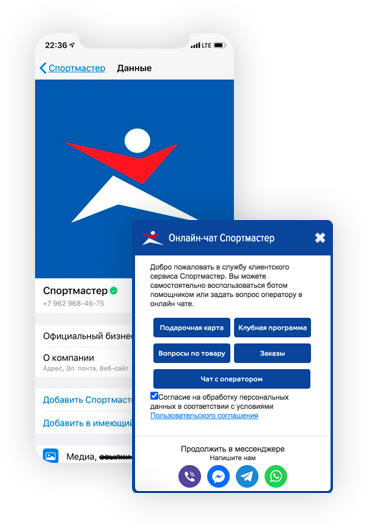 22:36
LTE
Спортмастер
Данные
Спортмастер
+7 962 968-46-75
Официальный бизнес
О компании
Адрес, Эл. почта, Веб-сайт
Добавить Спортмастер
Добавить в имеющий
Медиа,
Онлайн-чат Спортмастер
Добро пожаловать в службу клиентского
сервиса Спортмастер. Вы можете
самостоятельно воспользоваться ботом
помощником или задать вопрос оператору в
онлайн чате.
Подарочная карта
Клубная программа
Вопросы по товару
Заказы
Чат с оператором
Согласие на обработку персональных
данных в соответствии с условиями
Пользовательского соглашения
Продолжить в мессенджере
Напишите нам